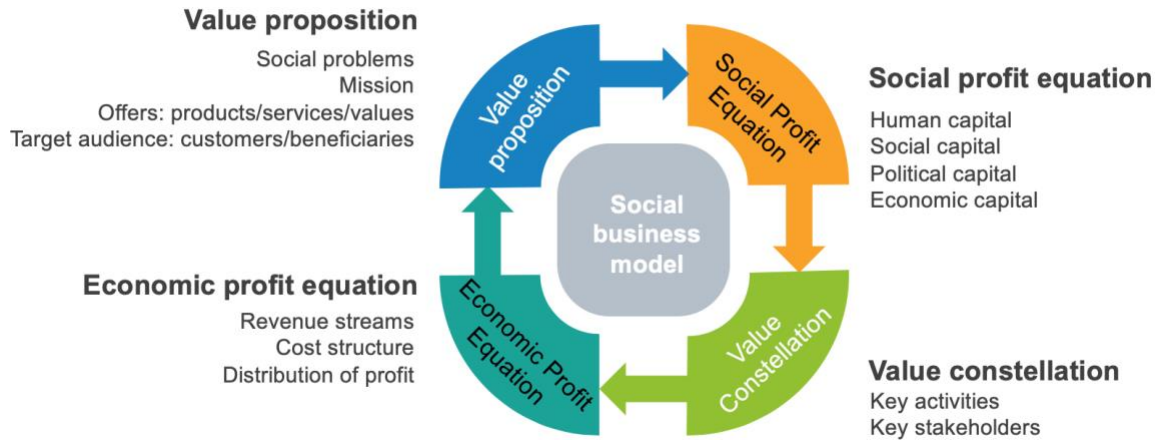 Value proposition
Social problems
Mission
Offers: products/services/values
Target audience: customers/beneficiaries
Value
proposition
Social Profit
Equation
Social profit equation
Human capital
Social capital
Political capital
Economic capital
Social
business
model
Economic profit equation
Revenue streams
Cost structure
Distribution of profit
Economic Profit
Equation
Value
Constellation
Value constellation
Key activities
Key stakeholders